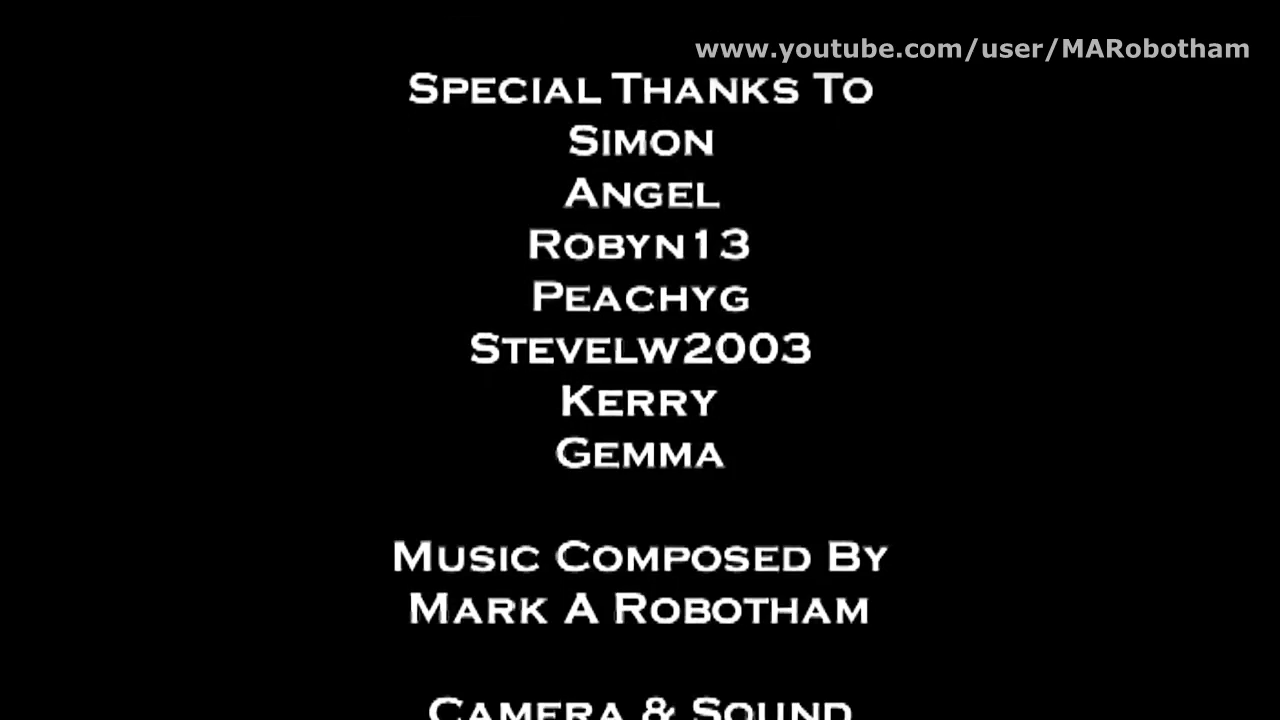 www.youtube.com/user/MARobotham
Special Thanks To
Simon
Angel
Robyn13
Peachyg
Stevelw2003
Kerry
Gemma
Music Composed By
Mark A Robotham
Camera & Sound